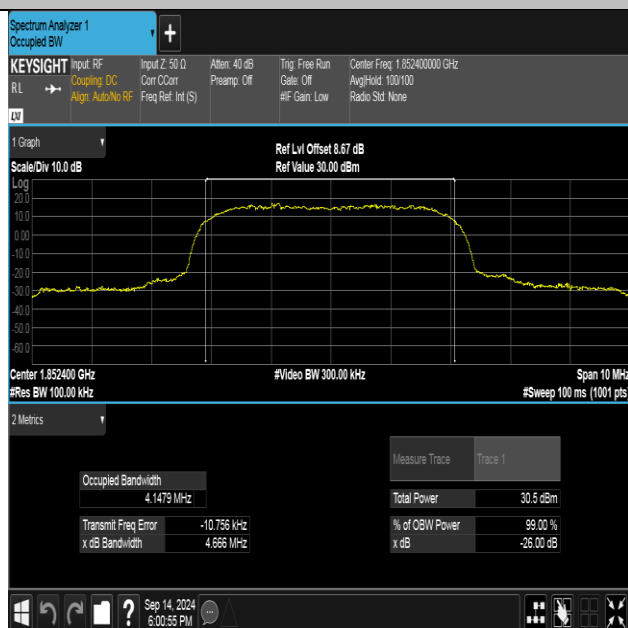 Spectrum Analyzer 1
Occupied BW
+
KEYSIGHT
RL
LXI
Input: RF
Coupling: DC
Align: Auto/No RF
Input Z: 50 Ω
Corr CCorr
Freq Ref: Int (S)
Atten: 40 dB
Preamp: Off
Trig: Free Run
Gate: Off
#IF Gain: Low
Center Freq: 1.852400000 GHz
Avg|Hold: 100/100
Radio Std: None
1 Graph
Scale/Div 10.0 dB
Ref Lvl Offset 8.67 dB
Ref Value 30.00 dBm
Log
20.0
10.0
0.00
-10.0
-20.0
-30.0
-40.0
-50.0
-60.0
Center 1.852400 GHz
#Res BW 100.00 kHz
#Video BW 300.00 kHz
Span 10 MHz
#Sweep 100 ms (1001 pts)
2 Metrics
Measure Trace Trace 1
Occupied Bandwidth
4.1479 MHz
Total Power 30.5 dBm
Transmit Freq Error -10.756 kHz
x dB Bandwidth 4.666 MHz
% of OBW Power 99.00 %
x dB -26.00 dB
?
Sep 14, 2024
6:00:55 PM